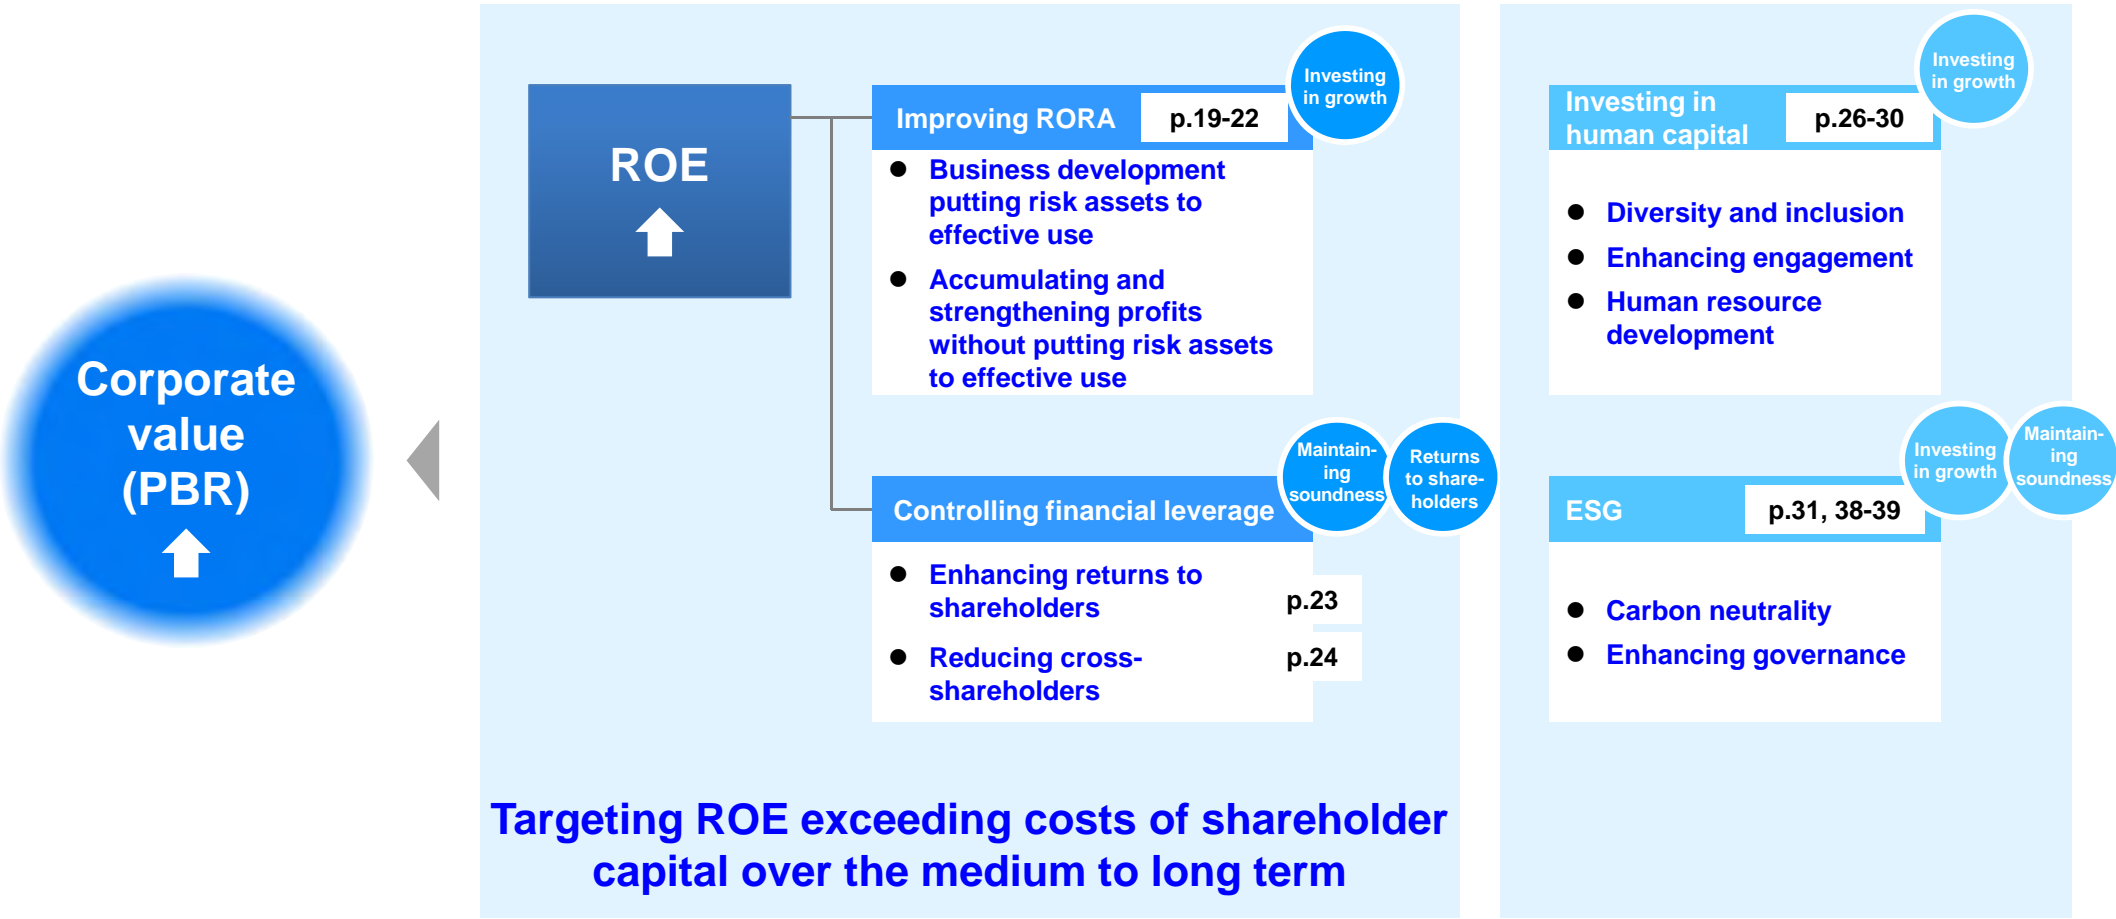 Corporate
value
(PBR)
ROE
Improving RORA
p.19-22
Investing
in growth
● Business development
putting risk assets to
effective use
● Accumulating and
strengthening profits
without putting risk assets
to effective use
Controlling financial leverage
Maintain-
ing
soundness
Returns
to share-
holders
● Enhancing returns to
shareholders
p.23
● Reducing cross-
shareholders
p.24
Targeting ROE exceeding costs of shareholder
capital over the medium to long term
Investing in
human capital
p.26-30
Investing
in growth
● Diversity and inclusion
● Enhancing engagement
● Human resource
development
ESG
p.31, 38-39
Investing
in growth
Maintain-
ing
soundness
● Carbon neutrality
● Enhancing governance